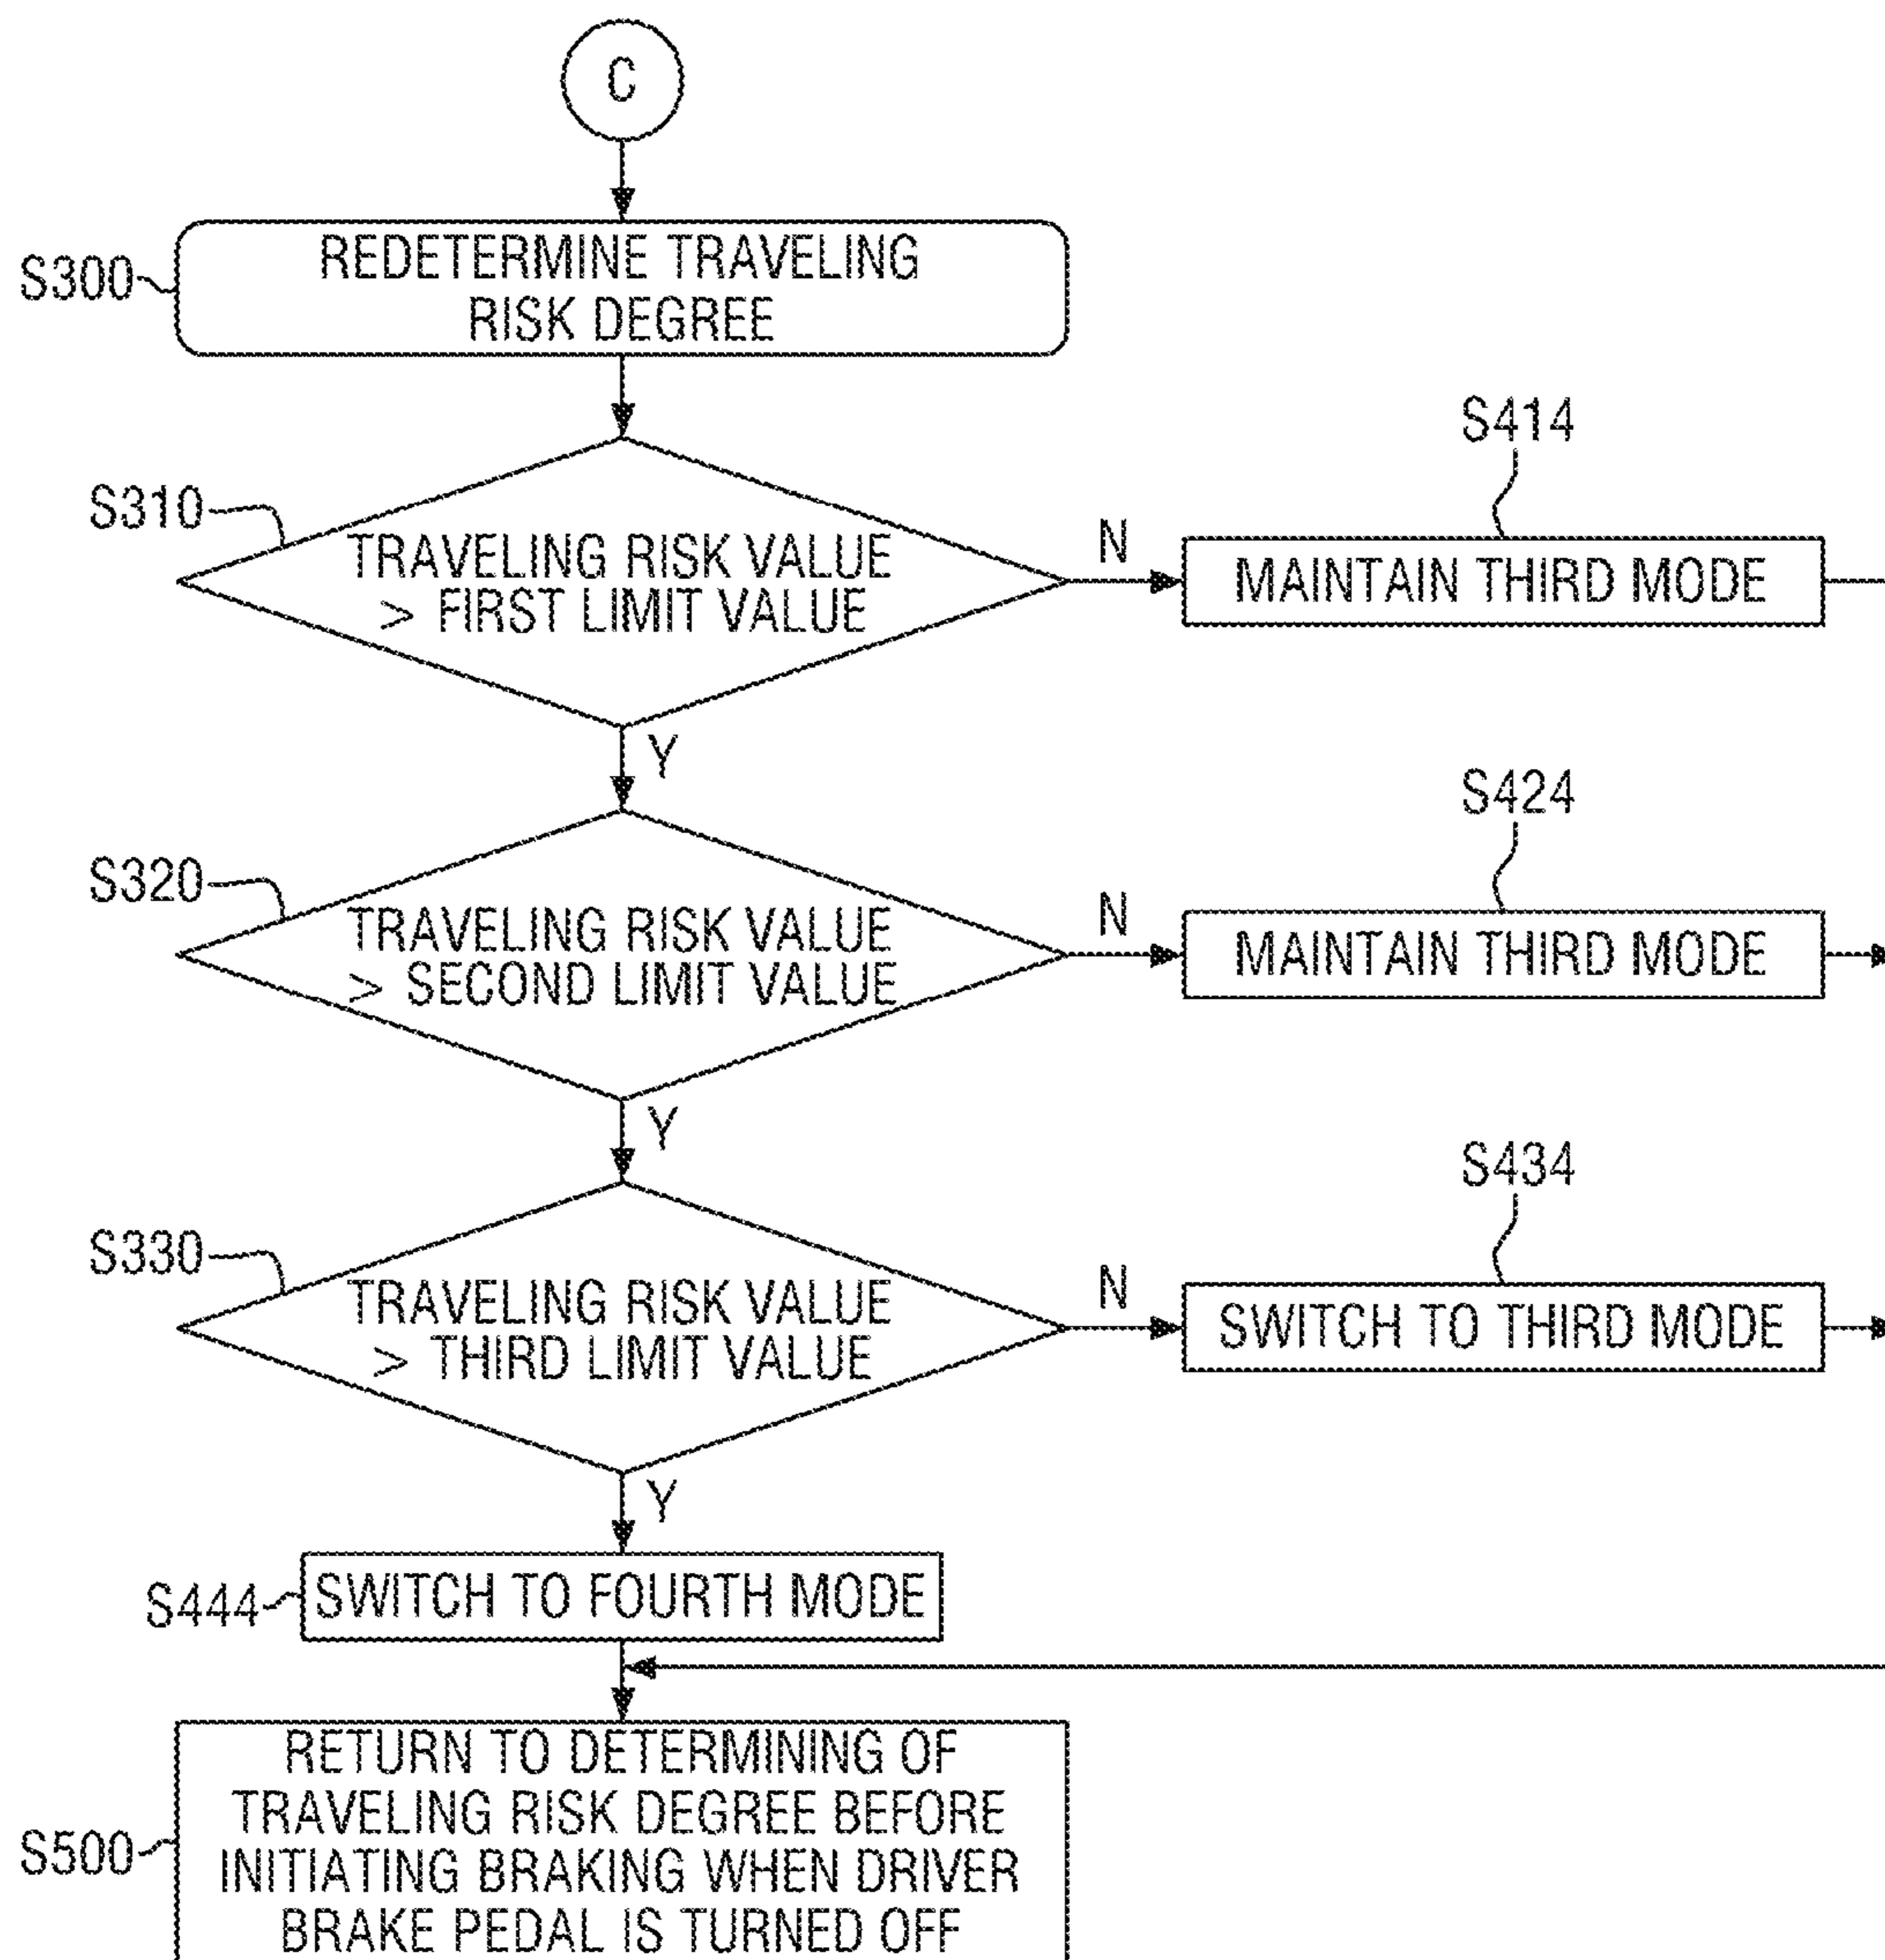 C
S300
REDETERMINE TRAVELING
RISK DEGREE
S310
TRAVELING RISK VALUE
> FIRST LIMIT VALUE
N
S414
MAINTAIN THIRD MODE
Y
S320
TRAVELING RISK VALUE
> SECOND LIMIT VALUE
N
S424
MAINTAIN THIRD MODE
Y
S330
TRAVELING RISK VALUE
> THIRD LIMIT VALUE
N
S434
SWITCH TO THIRD MODE
Y
S444
SWITCH TO FOURTH MODE
S500
RETURN TO DETERMINING OF
TRAVELING RISK DEGREE BEFORE
INITIATING BRAKING WHEN DRIVER
BRAKE PEDAL IS TURNED OFF